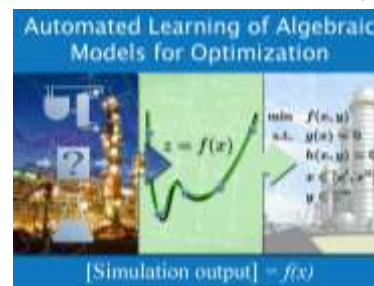 Automated Learning of Algebraic
Models for Optimization
?
z = f(x)
min f(x, y)
s.t. g(x) ≤ 0
h(x, y) = 0
[Simulation output] = f(x)